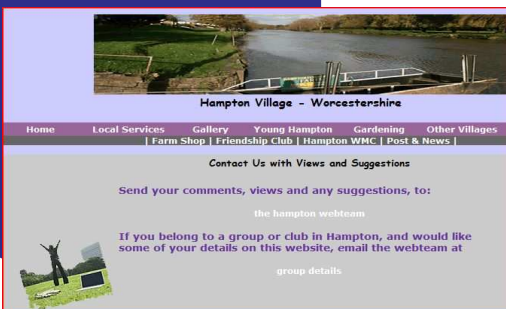 Hampton Village - Worcestershire
Home Local Services Gallery Young Hampton Gardening Other Villages
| Farm Shop | Friendship Club | Hampton WMC | Post & News |
Contact Us with Views and Suggestions
Send your comments, views and any suggestions, to:
the hampton webteam
If you belong to a group or club in Hampton, and would like
some of your details on this website, email the webteam at
group details